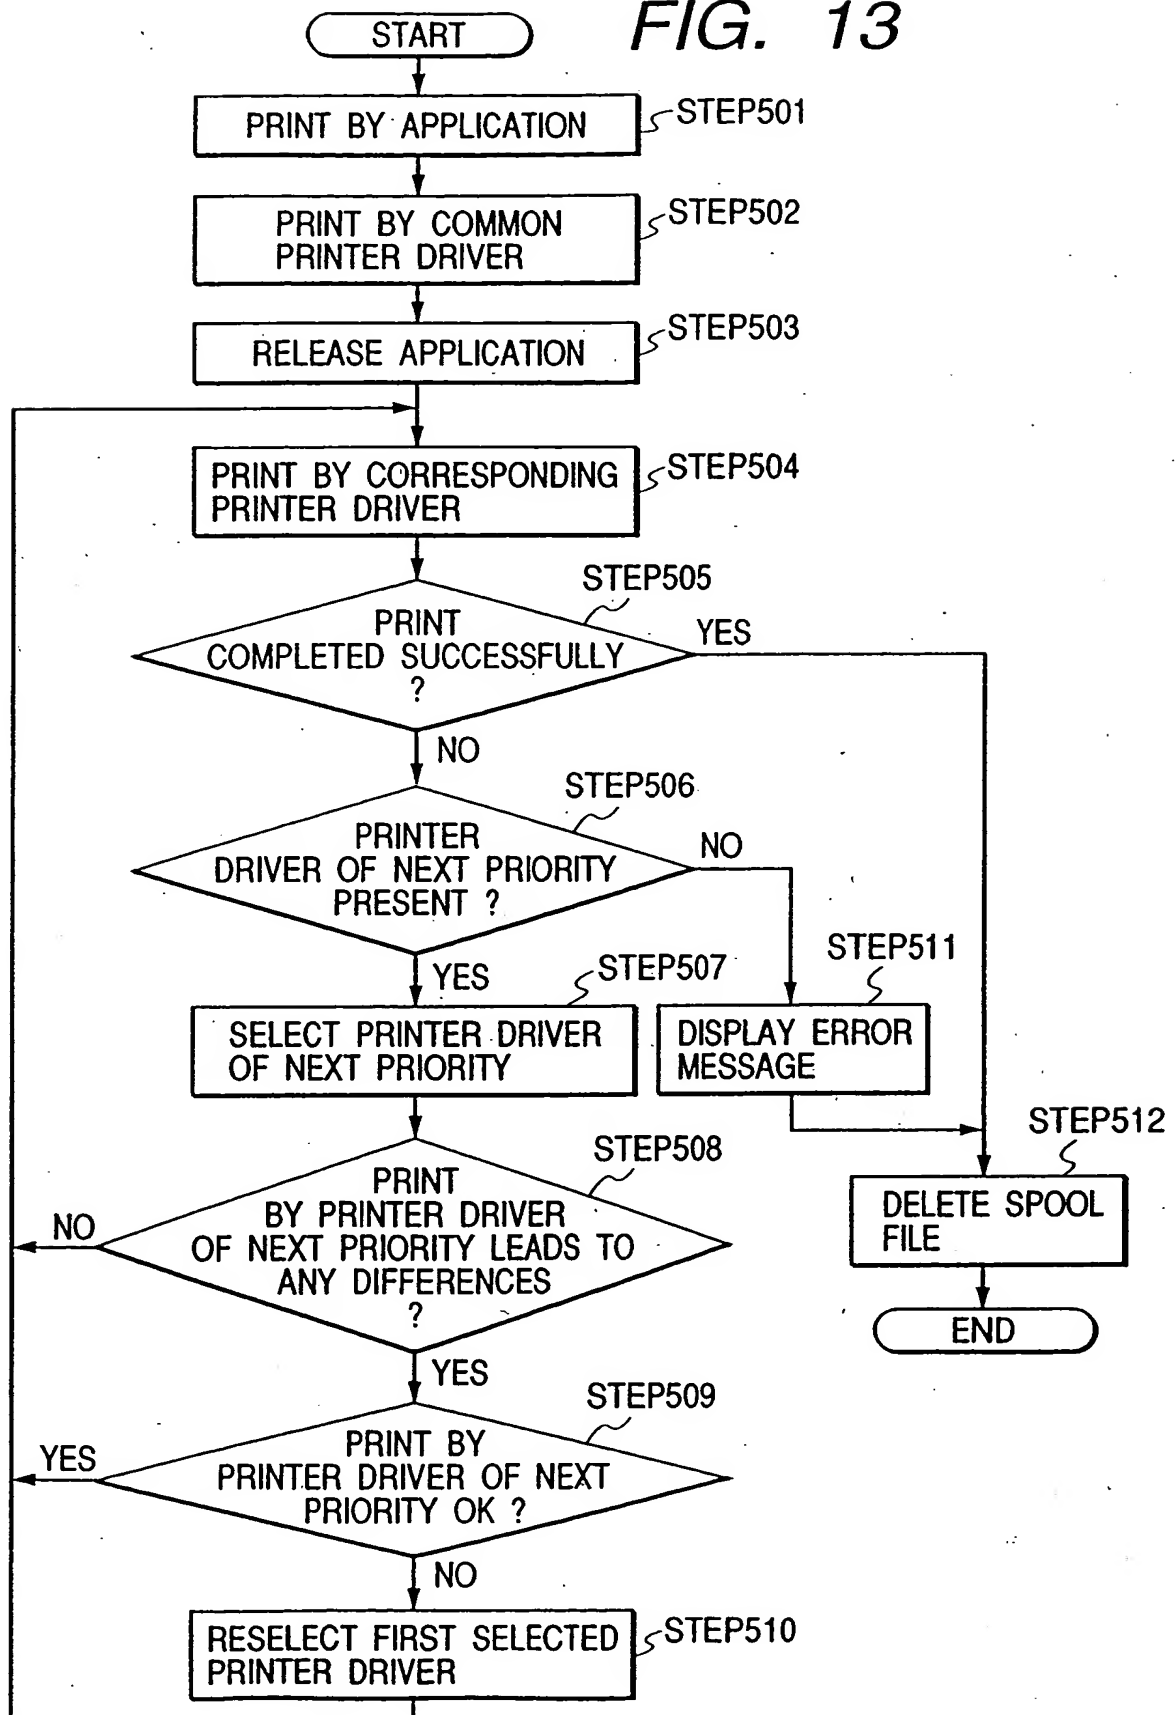 FIG. 13
START
PRINT BY APPLICATION
STEP501
PRINT BY COMMON
PRINTER DRIVER
STEP502
RELEASE APPLICATION
STEP503
PRINT BY CORRESPONDING
PRINTER DRIVER
STEP504
STEP505
PRINT
COMPLETED SUCCESSFULLY
?
YES
NO
STEP506
PRINTER
DRIVER OF NEXT PRIORITY
PRESENT ?
NO
YES
STEP507
SELECT PRINTER DRIVER
OF NEXT PRIORITY
STEP511
DISPLAY ERROR
MESSAGE
STEP508
PRINT
BY PRINTER DRIVER
OF NEXT PRIORITY LEADS TO
ANY DIFFERENCES
?
NO
YES
STEP512
DELETE SPOOL
FILE
END
STEP509
PRINT BY
PRINTER DRIVER OF NEXT
PRIORITY OK ?
YES
NO
STEP510
RESELECT FIRST SELECTED
PRINTER DRIVER